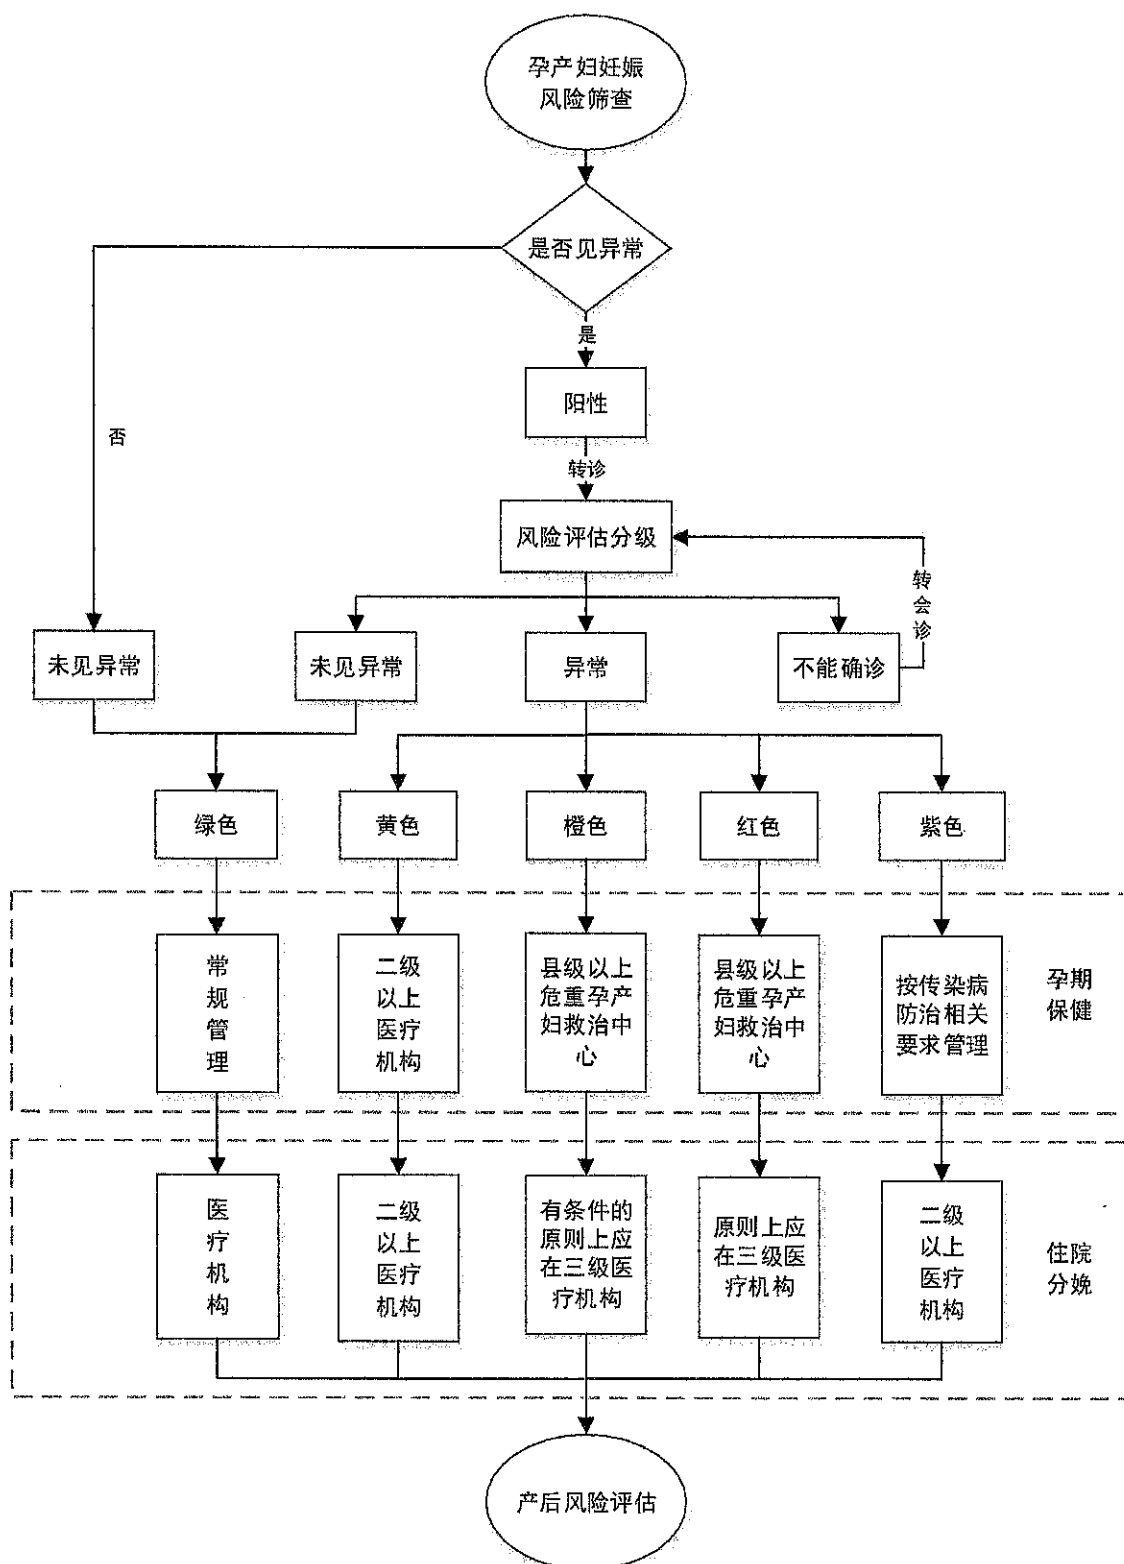 孕产妇妊娠
风险筛查
是否见异常
是
阳性
否
转诊
风险评估分级
转
会
诊
未见异常
未见异常
异常
不能确诊
绿色
黄色
橙色
红色
紫色
常
规
管
理
二级
以上
医疗
机构
县级以上
危重孕产
妇救治中
心
县级以上
危重孕产
妇救治中
心
按传染病
防治相关
要求管理
孕期
保健
医
疗
机
构
二级
以上
医疗
机构
有条件的
原则上应
在三级医
疗机构
原则上应
在三级医
疗机构
二级
以上
医疗
机构
住院
分娩
产后风险评估